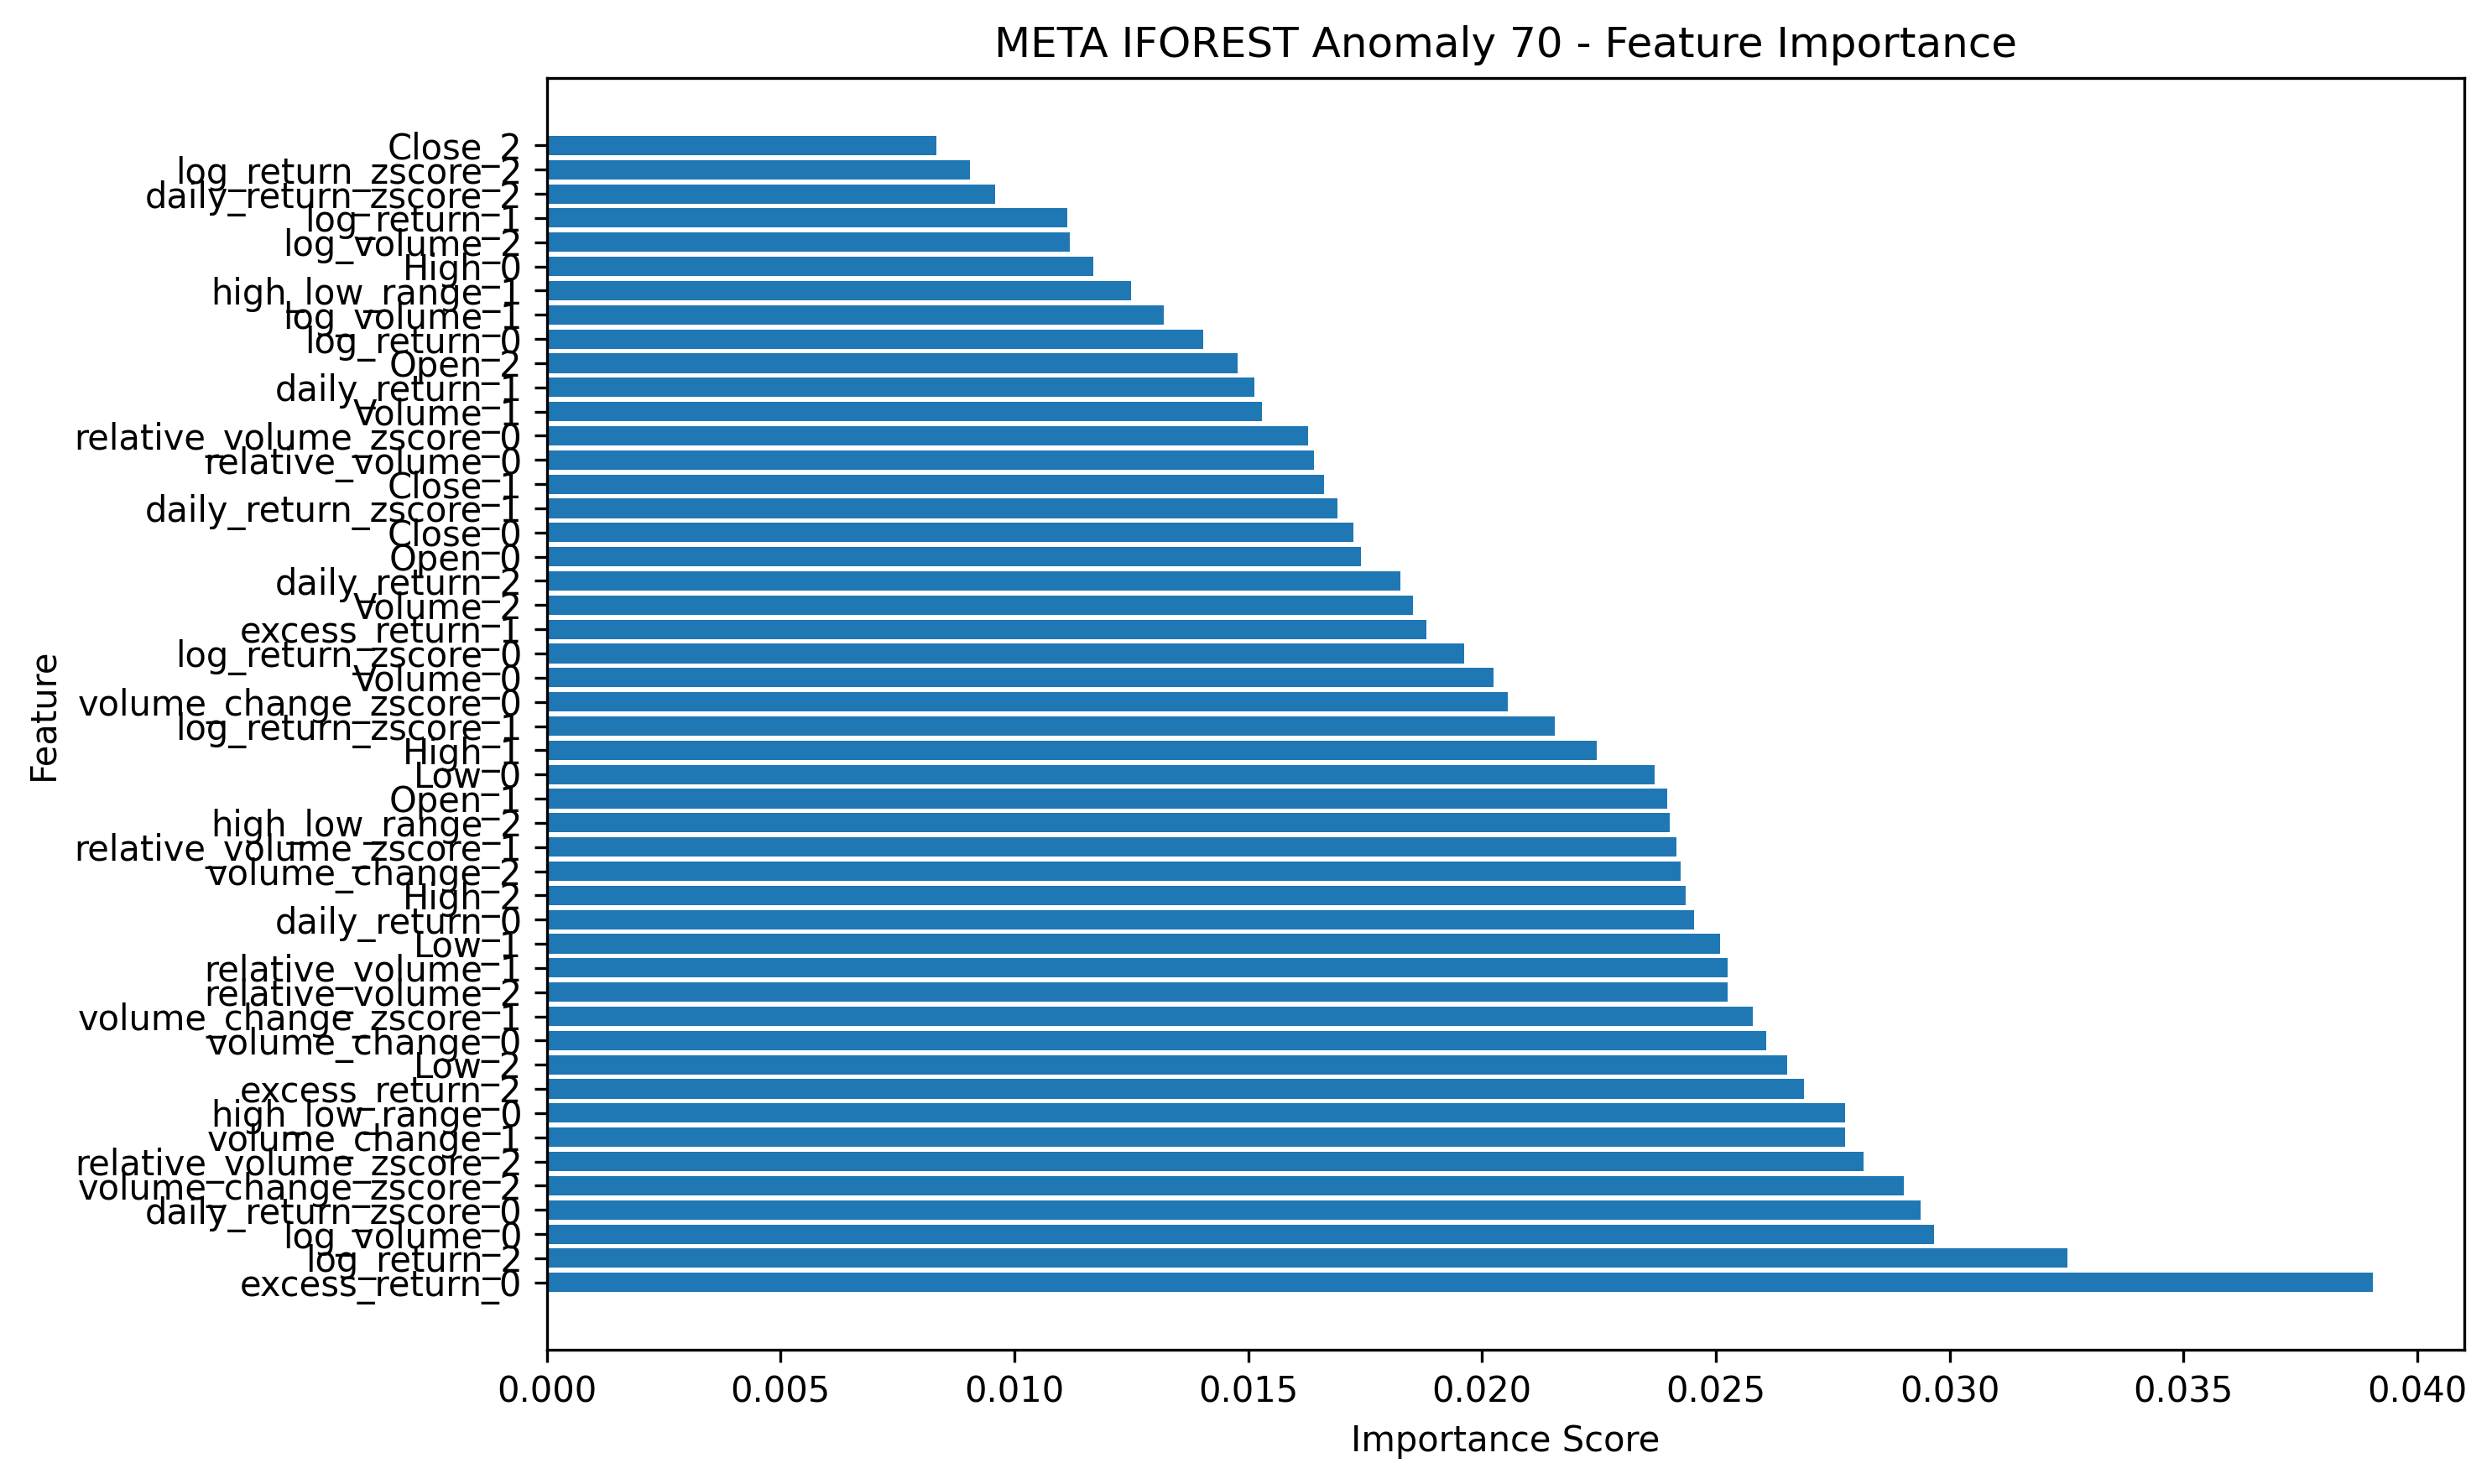 META IFOREST Anomaly 70 - Feature Importance
Close_2
log_return_zscore_2
daily_return_zscore_2
log_return_1
log_volume_2
High_0
high_low_range_1
log_volume_1
log_return_0
Open_2
daily_return_1
Volume_1
relative_volume_zscore_0
relative_volume_0
Close_1
daily_return_zscore_1
Close_0
Open_0
daily_return_2
Volume_2
excess_return_1
log_return_zscore_0
Volume_0
volume_change_zscore_0
log_return_zscore_1
High_1
Low_0
Open_1
high_low_range_2
relative_volume_zscore_1
volume_change_2
High_2
daily_return_0
Low_1
relative_volume_1
relative_volume_2
volume_change_zscore_1
volume_change_0
Low_2
excess_return_2
high_low_range_0
volume_change_1
relative_volume_zscore_2
volume_change_zscore_2
daily_return_zscore_0
log_volume_0
log_return_2
excess_return_0
Feature
0.000 0.005 0.010 0.015 0.020 0.025 0.030 0.035 0.040
Importance Score